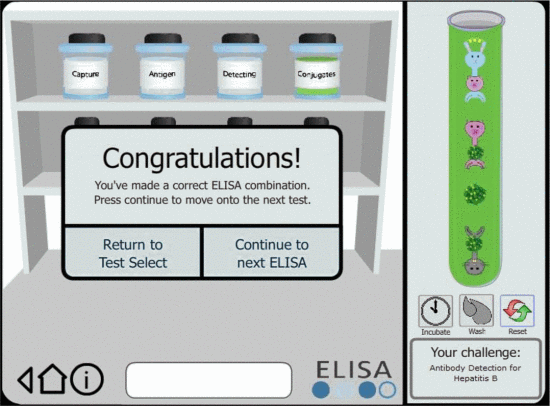 Capture
Antigen
Detecting
Conjugates
Congratulations!
You've made a correct ELISA combination.
Press continue to move onto the next test.
Return to
Test Select
Continue to
next ELISA
i
ELISA
Incubate
Wash
Reset
Your challenge:
Antibody Detection for
Hepatitis B